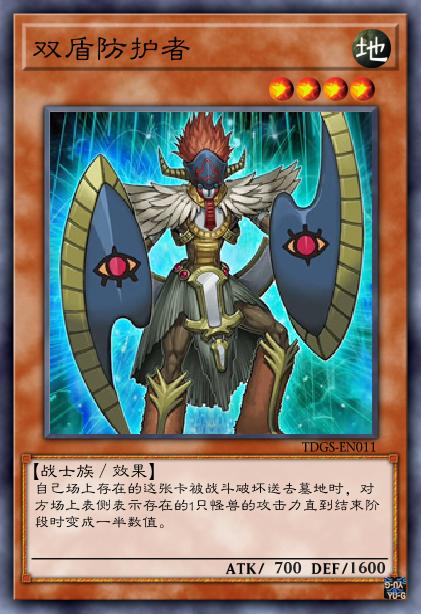 双盾防护者
地
TDGS-EN011
【战士族／效果】
自己场上存在的这张卡被战斗破坏送去墓地时，对
方场上表侧表示存在的1只怪兽的攻击力直到结束阶
段时变成一半数值。
ATK/ 700 DEF/1600